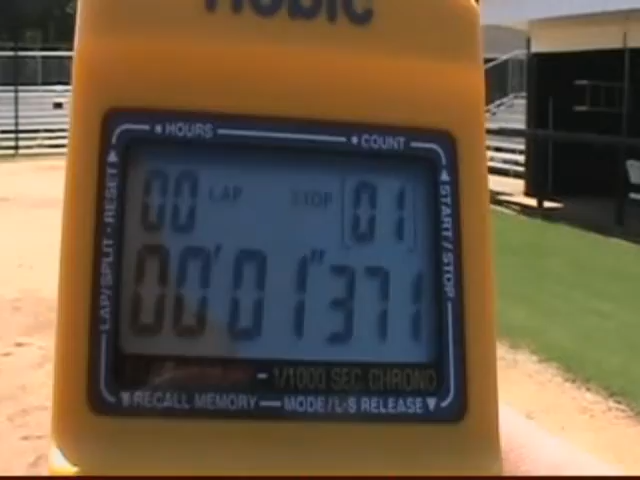 HOURS COUNT
00 LAP STOP 01
00'01"371
LAP/SPLIT-RESET
START/STOP
1/1000 SEC CHRONO
RECALL MEMORY MODE/L-S RELEASE